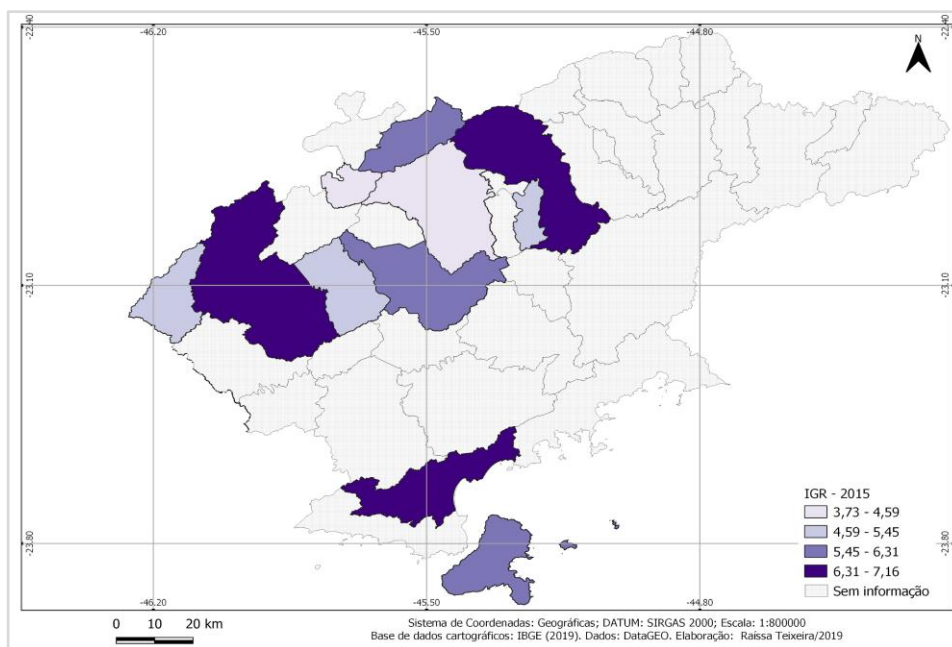 -46.20 -45.50 -44.80
-22.40 -22.40
N
-23.10 -23.10
IGR - 2015
3,73 - 4,59
4,59 - 5,45
5,45 - 6,31
6,31 - 7,16
Sem informação
-23.80 -23.80
-46.20 -45.50 -44.80
0 10 20 km
Sistema de Coordenadas: Geográficas; DATUM: SIRGAS 2000; Escala: 1:800000
Base de dados cartográficos: IBGE (2019). Dados: DataGEO. Elaboração: Raissa Teixeira/2019